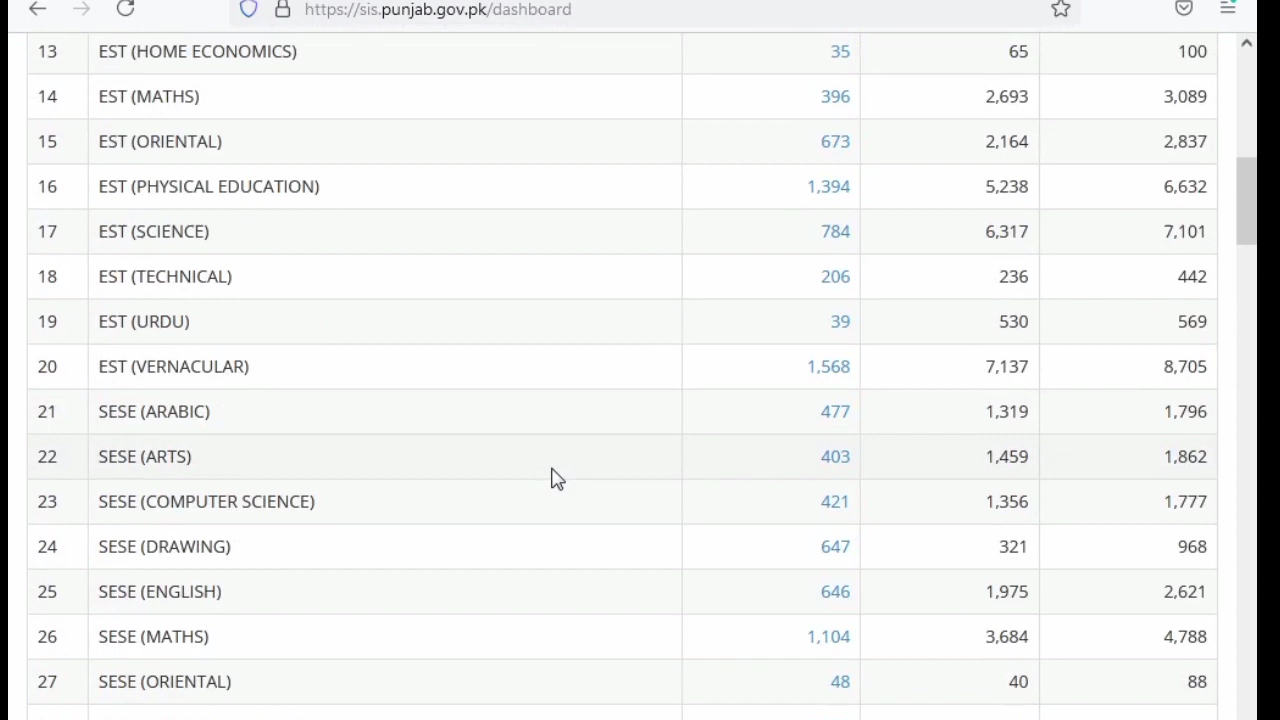 https://sis.punjab.gov.pk/dashboard
13 EST (HOME ECONOMICS) 35 65 100
14 EST (MATHS) 396 2,693 3,089
15 EST (ORIENTAL) 673 2,164 2,837
16 EST (PHYSICAL EDUCATION) 1,394 5,238 6,632
17 EST (SCIENCE) 784 6,317 7,101
18 EST (TECHNICAL) 206 236 442
19 EST (URDU) 39 530 569
20 EST (VERNACULAR) 1,568 7,137 8,705
21 SESE (ARABIC) 477 1,319 1,796
22 SESE (ARTS) 403 1,459 1,862
23 SESE (COMPUTER SCIENCE) 421 1,356 1,777
24 SESE (DRAWING) 647 321 968
25 SESE (ENGLISH) 646 1,975 2,621
26 SESE (MATHS) 1,104 3,684 4,788
27 SESE (ORIENTAL) 48 40 88